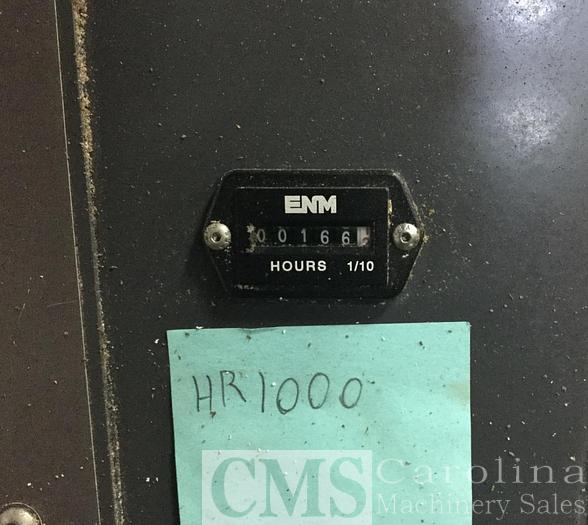 ENM
00166
HOURS 1/10
HR1000
CMS Carolina
Machinery Sales